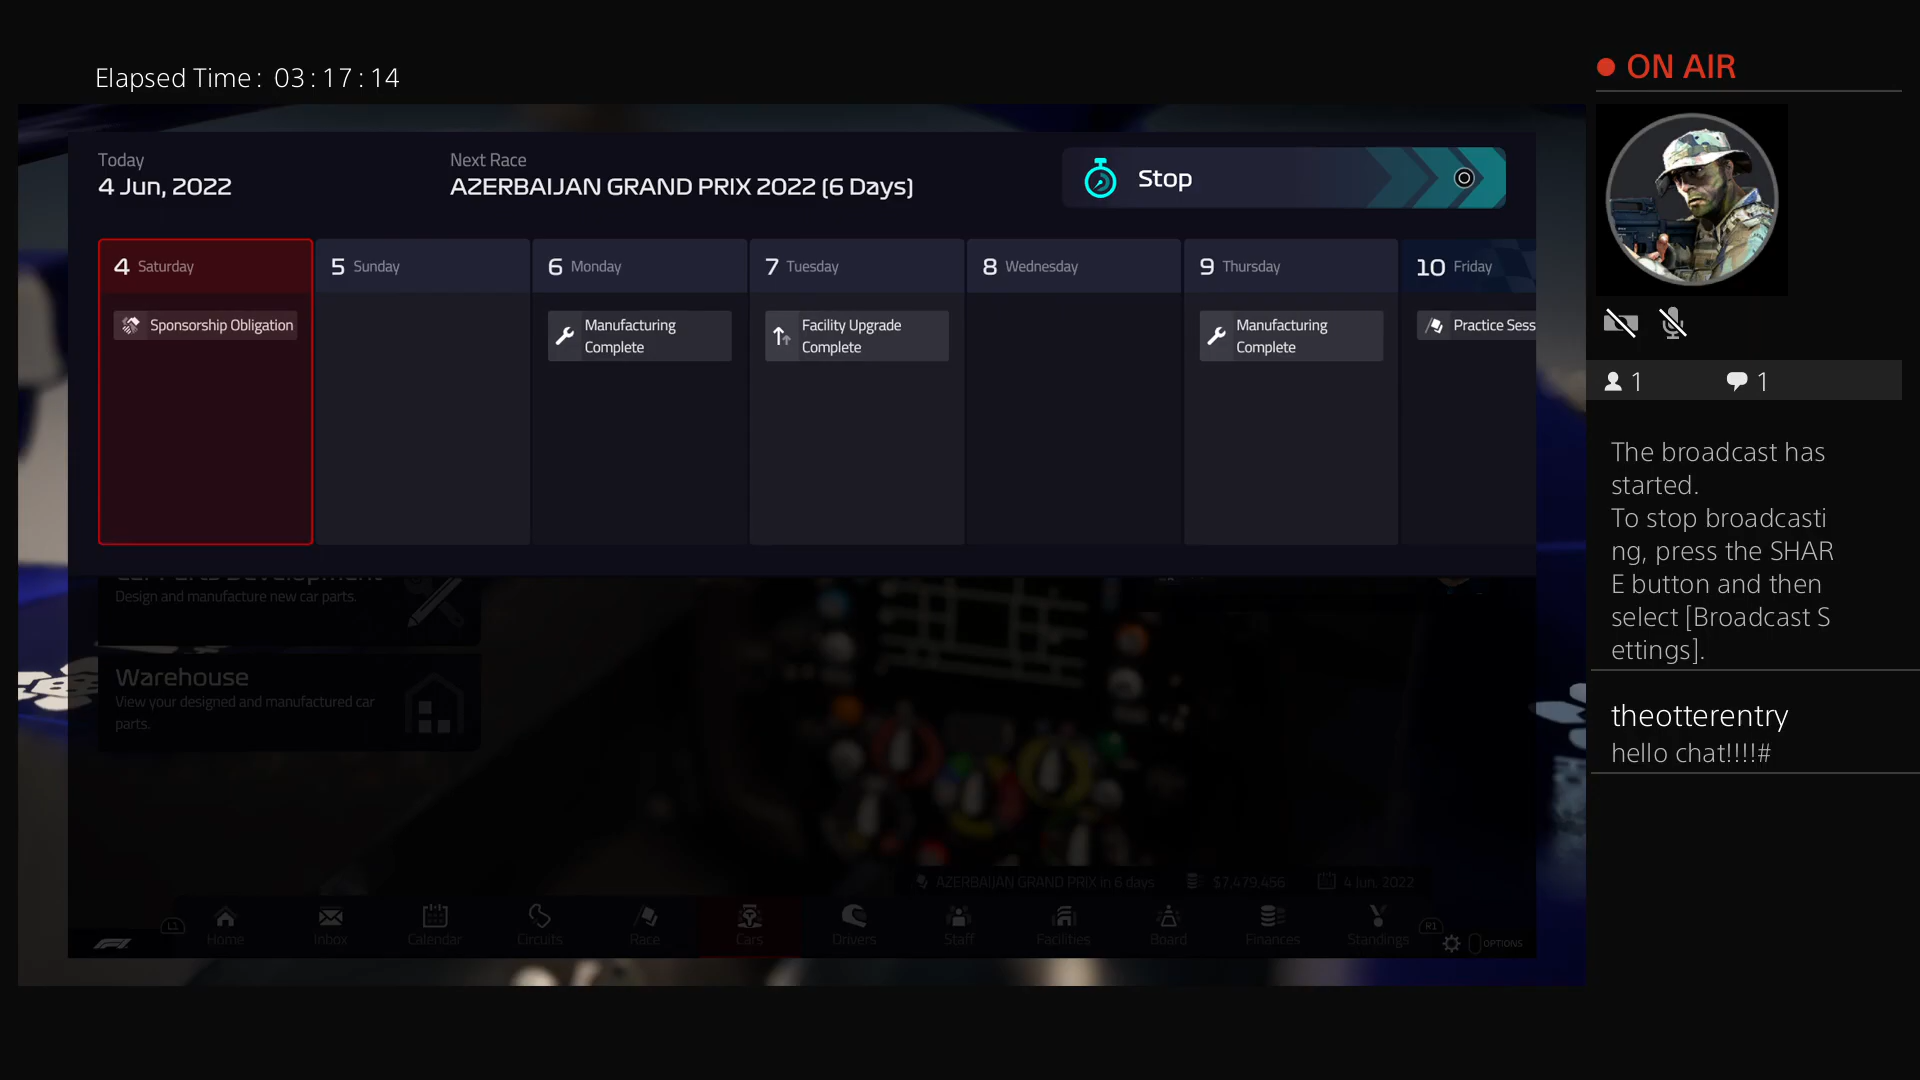 Elapsed Time: 03:17:14
ON AIR
Today
4 Jun, 2022
Next Race
AZERBAIJAN GRAND PRIX 2022 (6 Days)
Stop
4 Saturday
5 Sunday
6 Monday
7 Tuesday
8 Wednesday
9 Thursday
10 Friday
Sponsorship Obligation
Manufacturing
Complete
Facility Upgrade
Complete
Manufacturing
Complete
Practice Sess
1
1
The broadcast has
started.
To stop broadcasti
ng, press the SHAR
E button and then
select [Broadcast S
ettings].
theotterentry
hello chat!!!!#
Car Parts Development
Design and manufacture new car parts.
Warehouse
View your designed and manufactured car
parts.
AZERBAIJAN GRAND PRIX in 6 days
$7,479,456
4 Jun, 2022
L1
Home
Inbox
Calendar
Circuits
Race
Cars
Drivers
Staff
Facilities
Board
Finances
Standings
R1
OPTIONS